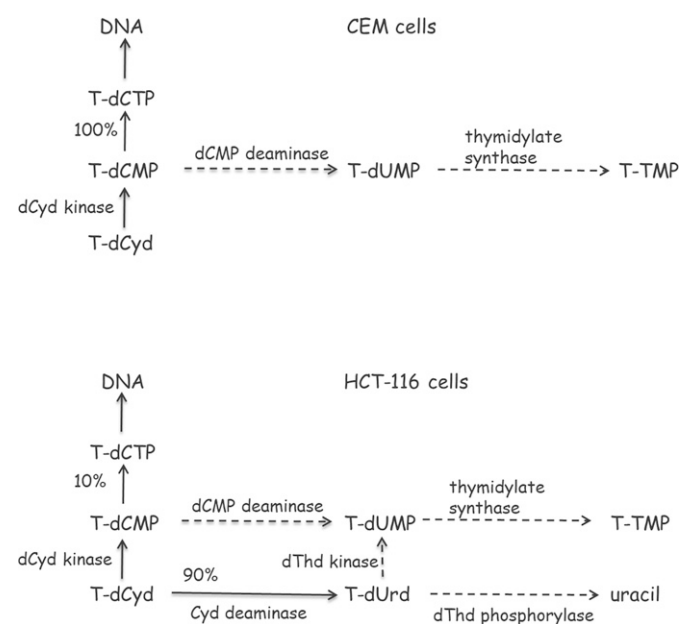 DNA CEM cells
T-dCTP
100%
thymidylate
dCMP deaminase synthase
T-dCMP T-dUMP T-TMP
dCyd kinase
T-dCyd
DNA HCT-116 cells
T-dCTP
10%
thymidylate
dCMP deaminase synthase
T-dCMP T-dUMP T-TMP
dCyd kinase 90% dThd kinase
T-dCyd T-dUrd uracil
Cyd deaminase dThd phosphorylase